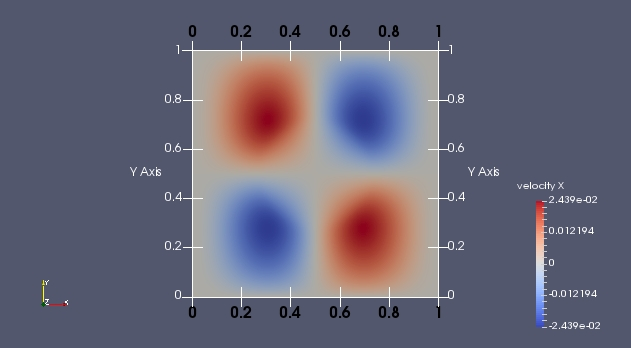 0 0.2 0.4 0.6 0.8 1
1 1
0.8 0.8
0.6 0.6
Y Axis Y Axis
0.4 0.4
0.2 0.2
0 0
0 0.2 0.4 0.6 0.8 1
velocity X
2.439e-02
0.012194
0
-0.012194
-2.439e-02
Y
Z X